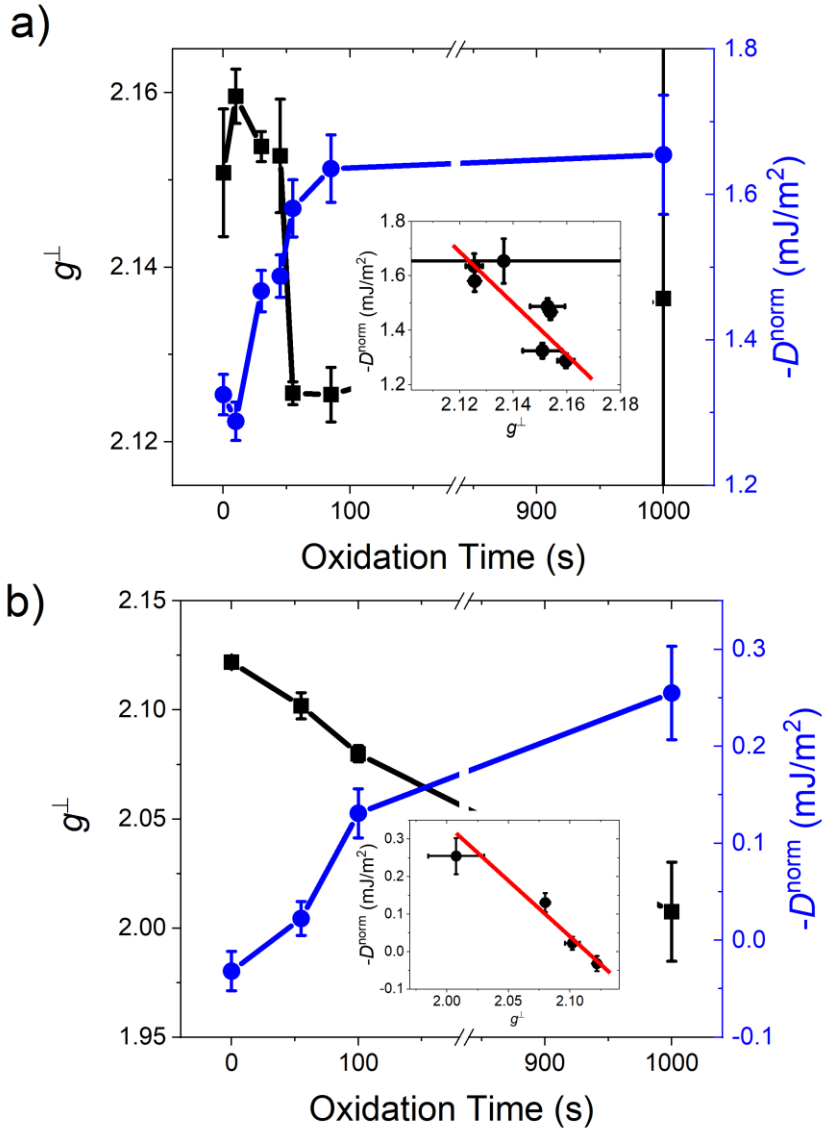 a)
2.16
2.14
2.12
g⊥
1.8
1.6
1.4
1.2
-Dnorm (mJ/m2)
1.8
1.6
1.4
1.2
-Dnorm (mJ/m2)
2.12 2.14 2.16 2.18
g⊥
0 100 900 1000
Oxidation Time (s)
b)
2.15
2.10
2.05
2.00
1.95
g⊥
0.3
0.2
0.1
0.0
-0.1
-Dnorm (mJ/m2)
0.3
0.2
0.1
0.0
-0.1
-Dnorm (mJ/m2)
2.00 2.05 2.10
g⊥
0 100 900 1000
Oxidation Time (s)